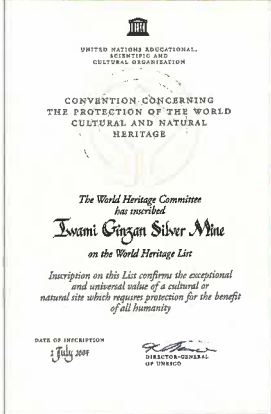 UNITED NATIONS EDUCATIONAL,
SCIENTIFIC AND
CULTURAL ORGANISATION
CONVENTION CONCERNING
THE PROTECTION OF THE WORLD
CULTURAL AND NATURAL
HERITAGE
The World Heritage Committee
has inscribed
Iwami Ginzan Silver Mine
on the World Heritage List
Inscription on this List confirms the exceptional
and universal value of a cultural or
natural site which requires protection for the benefit
of all humanity
DATE OF INSCRIPTION
2 July 2007
DIRECTOR-GENERAL
OF UNESCO